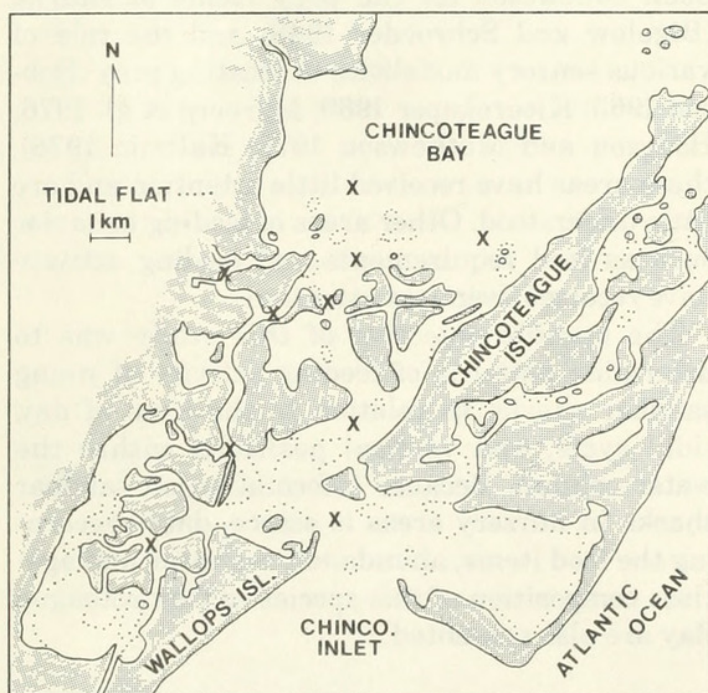 N
CHINCOTEAGUE
BAY
TIDAL FLAT
1 km
CHINCOTEAGUE
ISL.
WALLOPS ISL.
CHINCO.
INLET
ATLANTIC
OCEAN